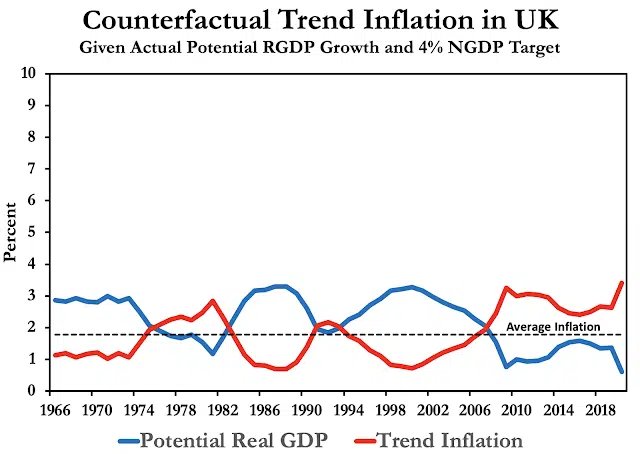 Counterfactual Trend Inflation in UK
Given Actual Potential RGDP Growth and 4% NGDP Target
10
9
8
7
6
5
4
3
2
1
0
Percent
Average Inflation
1966 1970 1974 1978 1982 1986 1990 1994 1998 2002 2006 2010 2014 2018
Potential Real GDP Trend Inflation